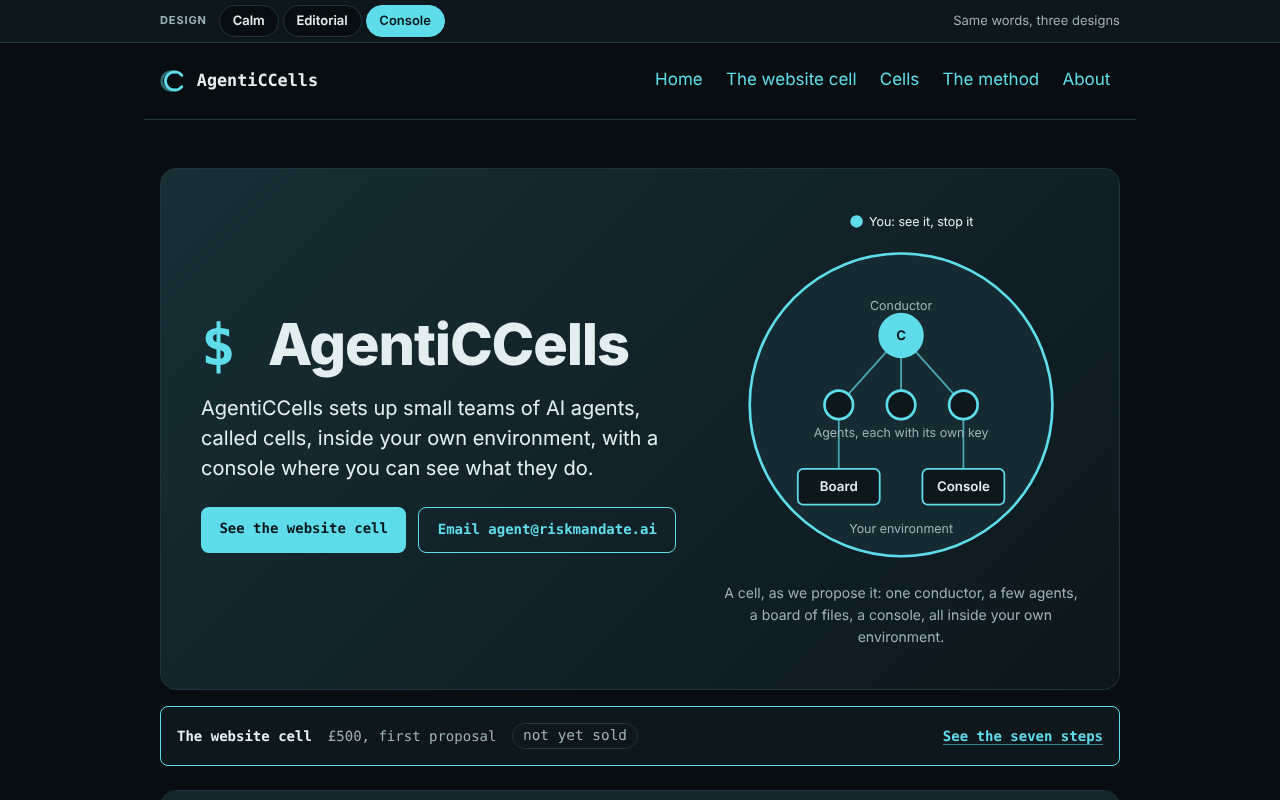 DESIGN Calm Editorial Console Same words, three designs
AgentiCCells Home The website cell Cells The method About
You: see it, stop it
Conductor
C
$ AgentiCCells
AgentiCCells sets up small teams of AI agents,
called cells, inside your own environment, with a
console where you can see what they do.
See the website cell Email agent@riskmandate.ai
Agents, each with its own key
Board Console
Your environment
A cell, as we propose it: one conductor, a few agents,
a board of files, a console, all inside your own
environment.
The website cell £500, first proposal not yet sold See the seven steps